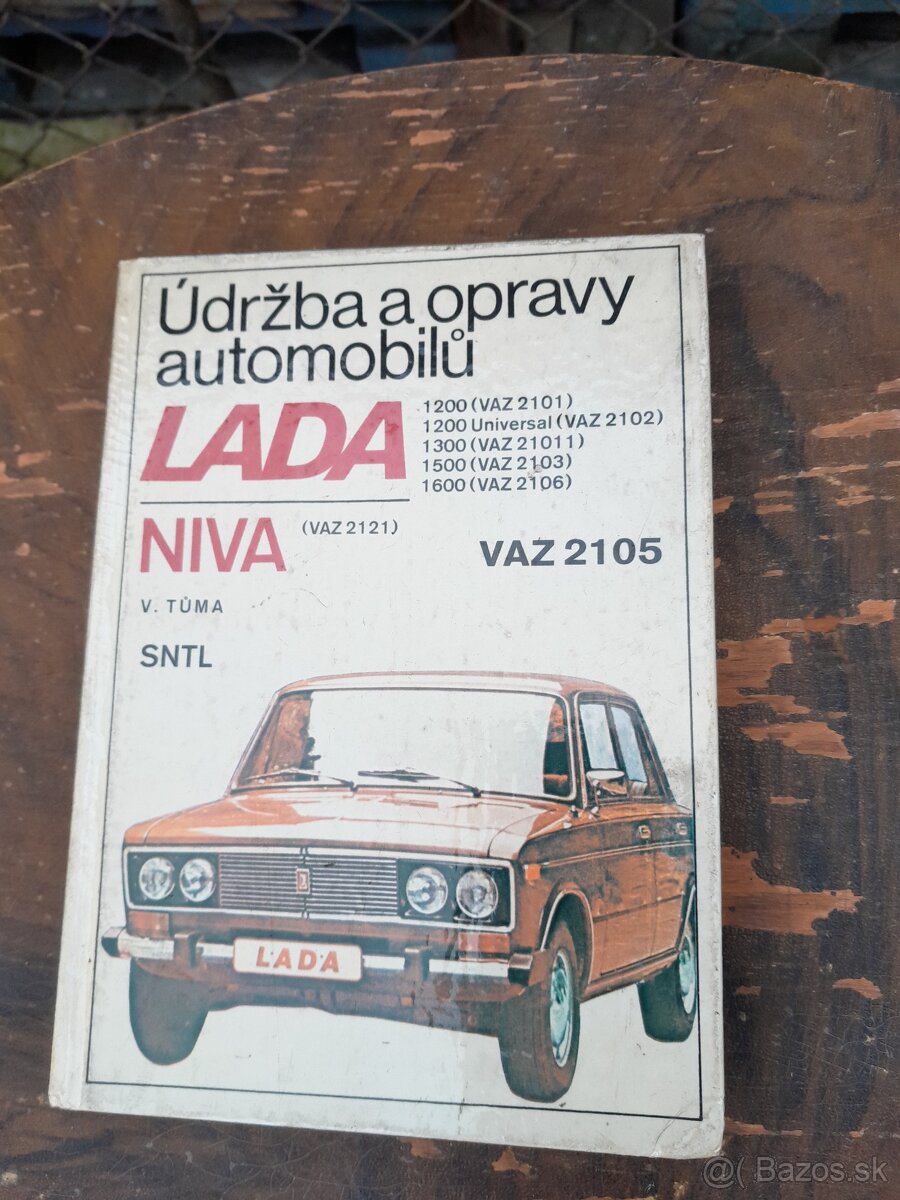 Údržba a opravy
automobilů
LADA
1200 (VAZ 2101)
1200 Universal (VAZ 2102)
1300 (VAZ 21011)
1500 (VAZ 2103)
1600 (VAZ 2106)
NIVA (VAZ 2121)
VAZ 2105
V. TŮMA
SNTL
LADA
@( Bazos.sk